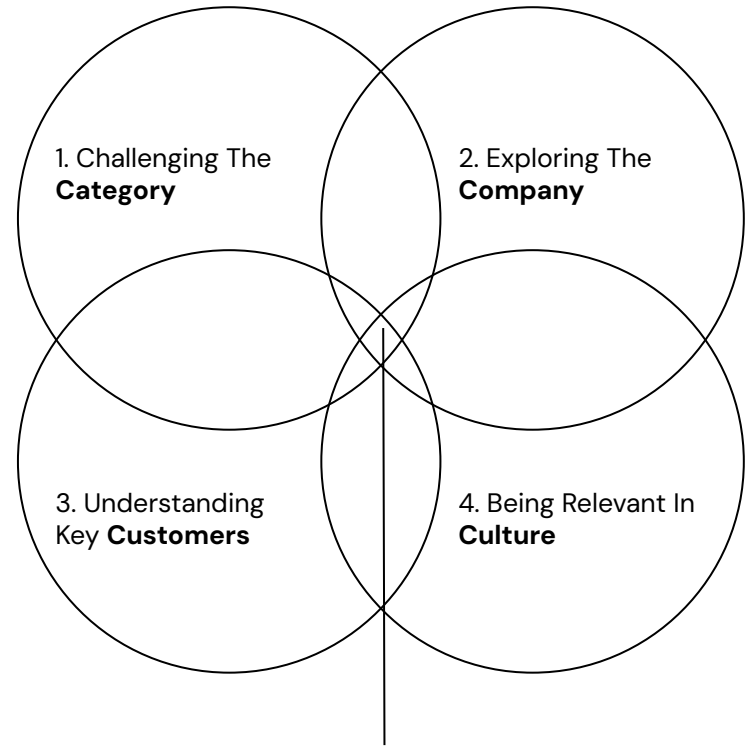 1. Challenging The
Category
2. Exploring The
Company
3. Understanding
Key Customers
4. Being Relevant In
Culture